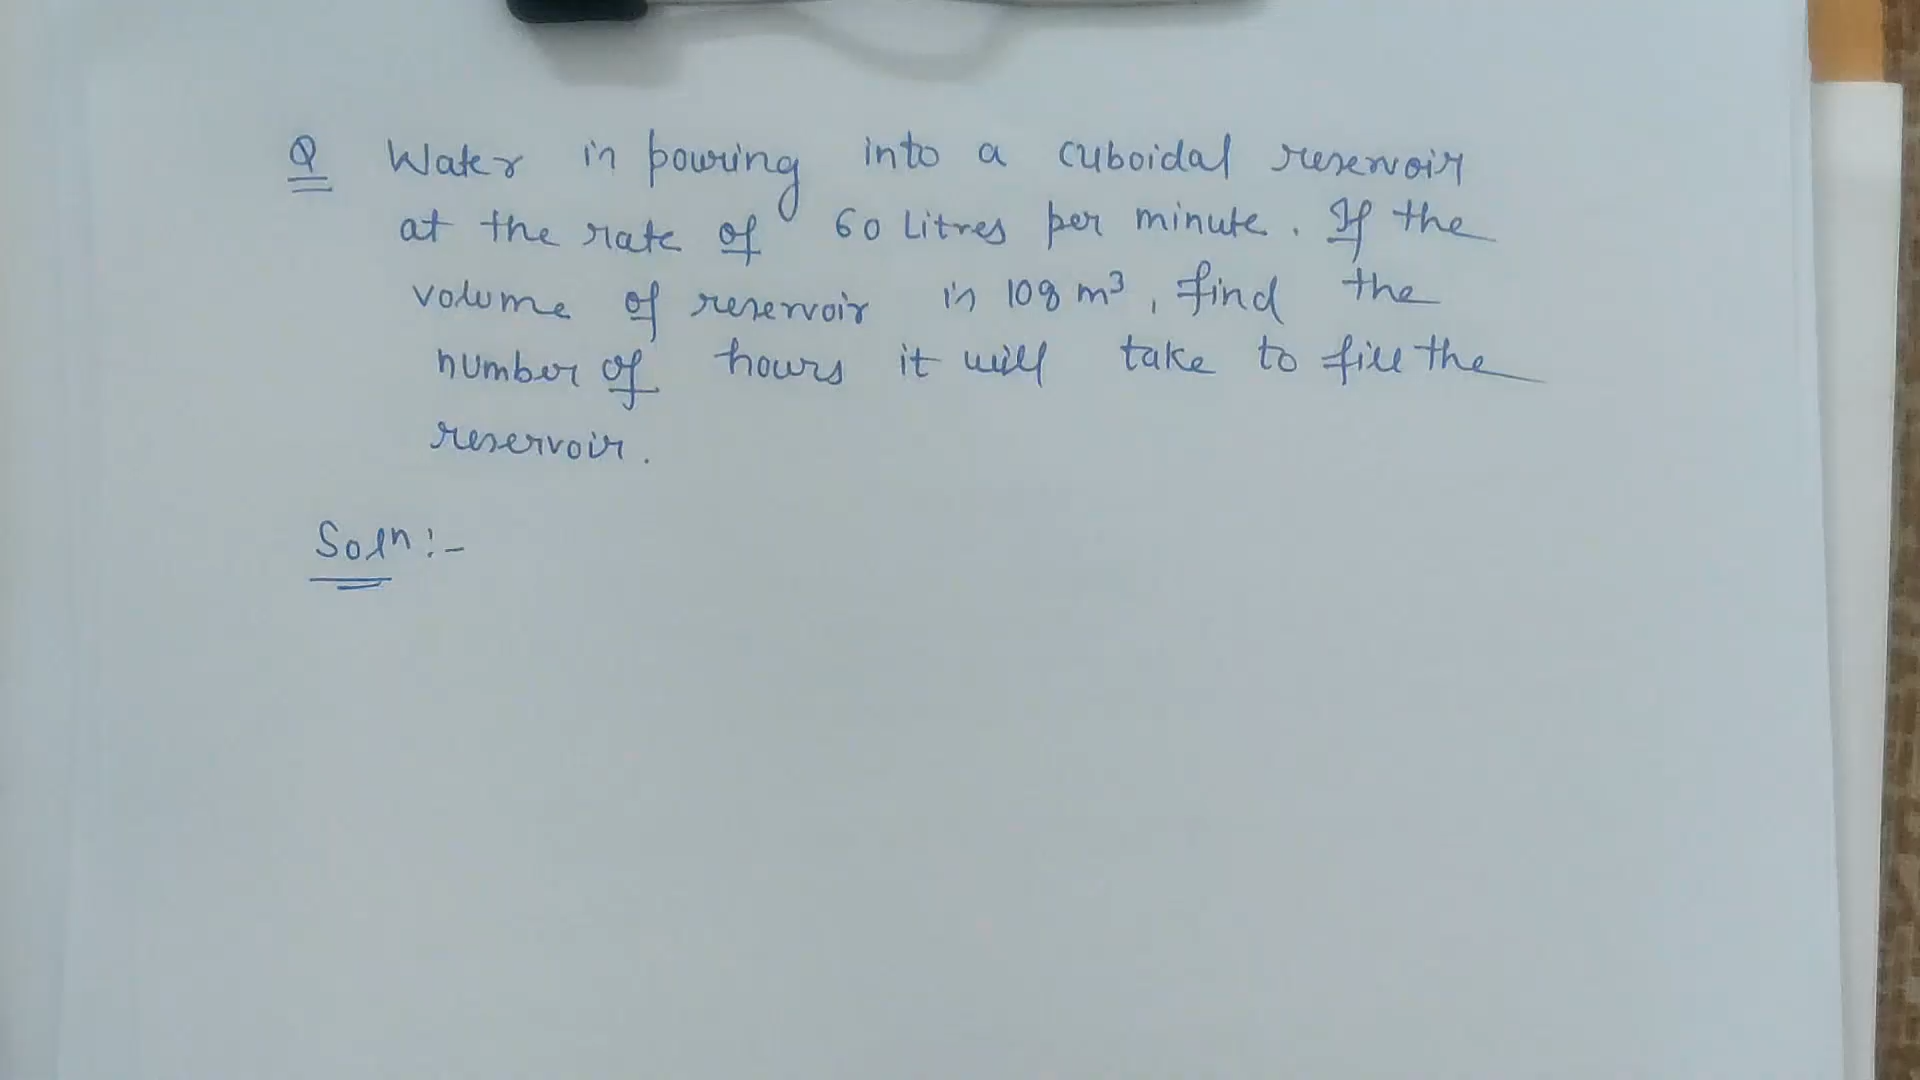 Q Water is pouring into a cuboidal reservoir
at the rate of 60 Litres per minute. If the
volume of reservoir is 108 m³, find the
number of hours it will take to fill the
reservoir.
Solⁿ:-